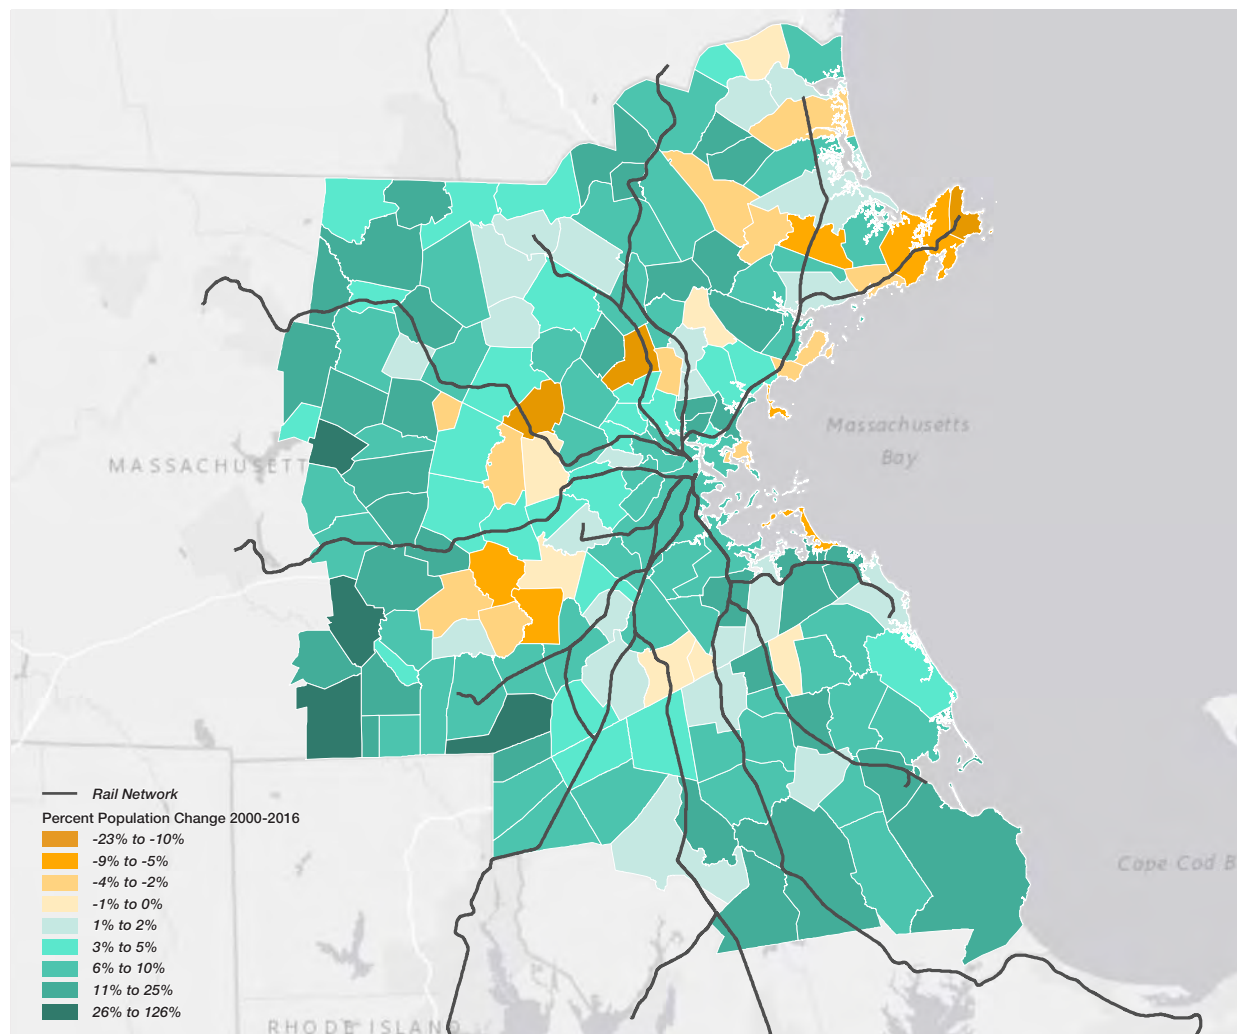 Massachusetts
Bay
MASSACHUSETT
Cape Cod B
Rail Network
Percent Population Change 2000-2016
-23% to -10%
-9% to -5%
-4% to -2%
-1% to 0%
1% to 2%
3% to 5%
6% to 10%
11% to 25%
26% to 126%
RHODE ISLAND